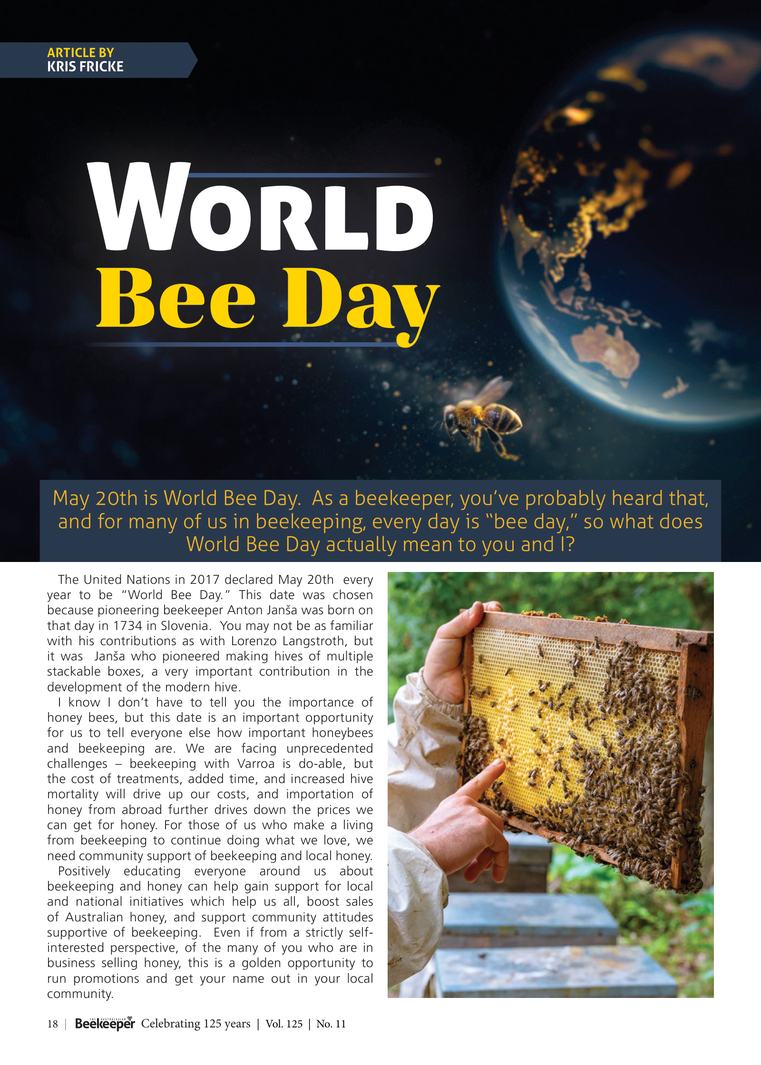 ARTICLE BY
KRIS FRICKE
WORLD
Bee Day
May 20th is World Bee Day.  As a beekeeper, you've probably heard that,
and for many of us in beekeeping, every day is "bee day," so what does
World Bee Day actually mean to you and I?
The United Nations in 2017 declared May 20th  every
year to be "World Bee Day." This date was chosen
because pioneering beekeeper Anton Janša was born on
that day in 1734 in Slovenia.  You may not be as familiar
with his contributions as with Lorenzo Langstroth, but
it was  Janša who pioneered making hives of multiple
stackable boxes, a very important contribution in the
development of the modern hive.
I know I don't have to tell you the importance of
honey bees, but this date is an important opportunity
for us to tell everyone else how important honeybees
and beekeeping are. We are facing unprecedented
challenges – beekeeping with Varroa is do-able, but
the cost of treatments, added time, and increased hive
mortality will drive up our costs, and importation of
honey from abroad further drives down the prices we
can get for honey. For those of us who make a living
from beekeeping to continue doing what we love, we
need community support of beekeeping and local honey.
Positively educating everyone around us about
beekeeping and honey can help gain support for local
and national initiatives which help us all, boost sales
of Australian honey, and support community attitudes
supportive of beekeeping.  Even if from a strictly self-
interested perspective, of the many of you who are in
business selling honey, this is a golden opportunity to
run promotions and get your name out in your local
community.
18 | Beekeeper Celebrating 125 years | Vol. 125 | No. 11